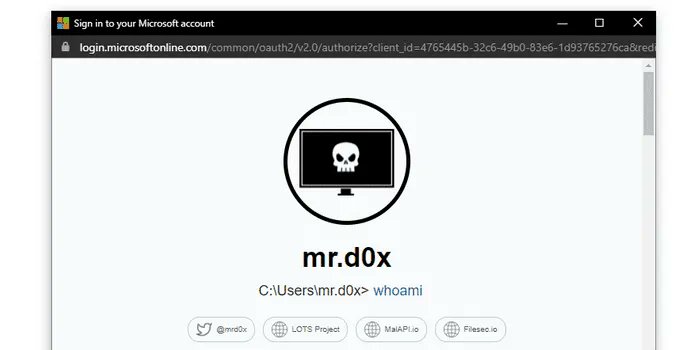 Sign in to your Microsoft account
login.microsoftonline.com/common/oauth2/v2.0/authorize?client_id=4765445b-32c6-49b0-83e6-1d93765276ca&redi
mr.d0x
C:\Users\mr.d0x> whoami
@mrd0x LOTS Project MalAPI.io Filesec.io